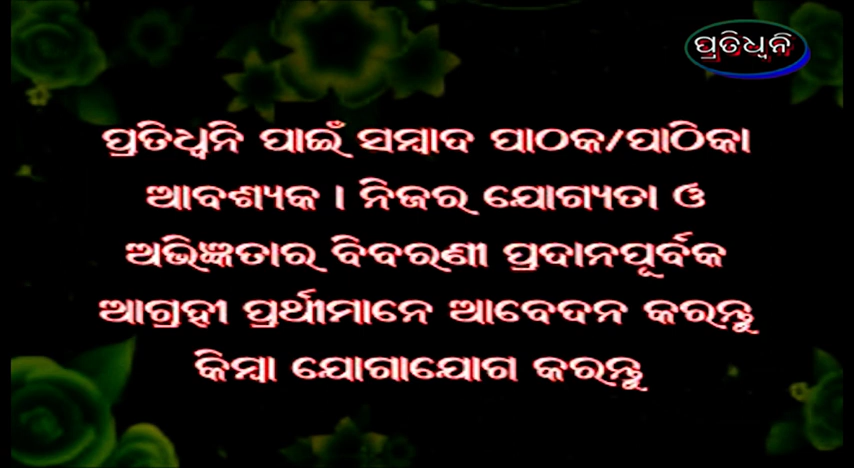 ପ୍ରତିଧ୍ୱନି
ପ୍ରତିଧ୍ୱନି ପାଇଁ ସମ୍ବାଦ ପାଠକ/ପାଠିକା
ଆବଶ୍ୟକ । ନିଜର ଯୋଗ୍ୟତା ଓ
ଅଭିଜ୍ଞତାର ବିବରଣୀ ପ୍ରଦାନପୂର୍ବକ
ଆଗ୍ରହୀ ପ୍ରର୍ଥୀମାନେ ଆବେଦନ କରନ୍ତୁ
କିମ୍ବା ଯୋଗାଯୋଗ କରନ୍ତୁ